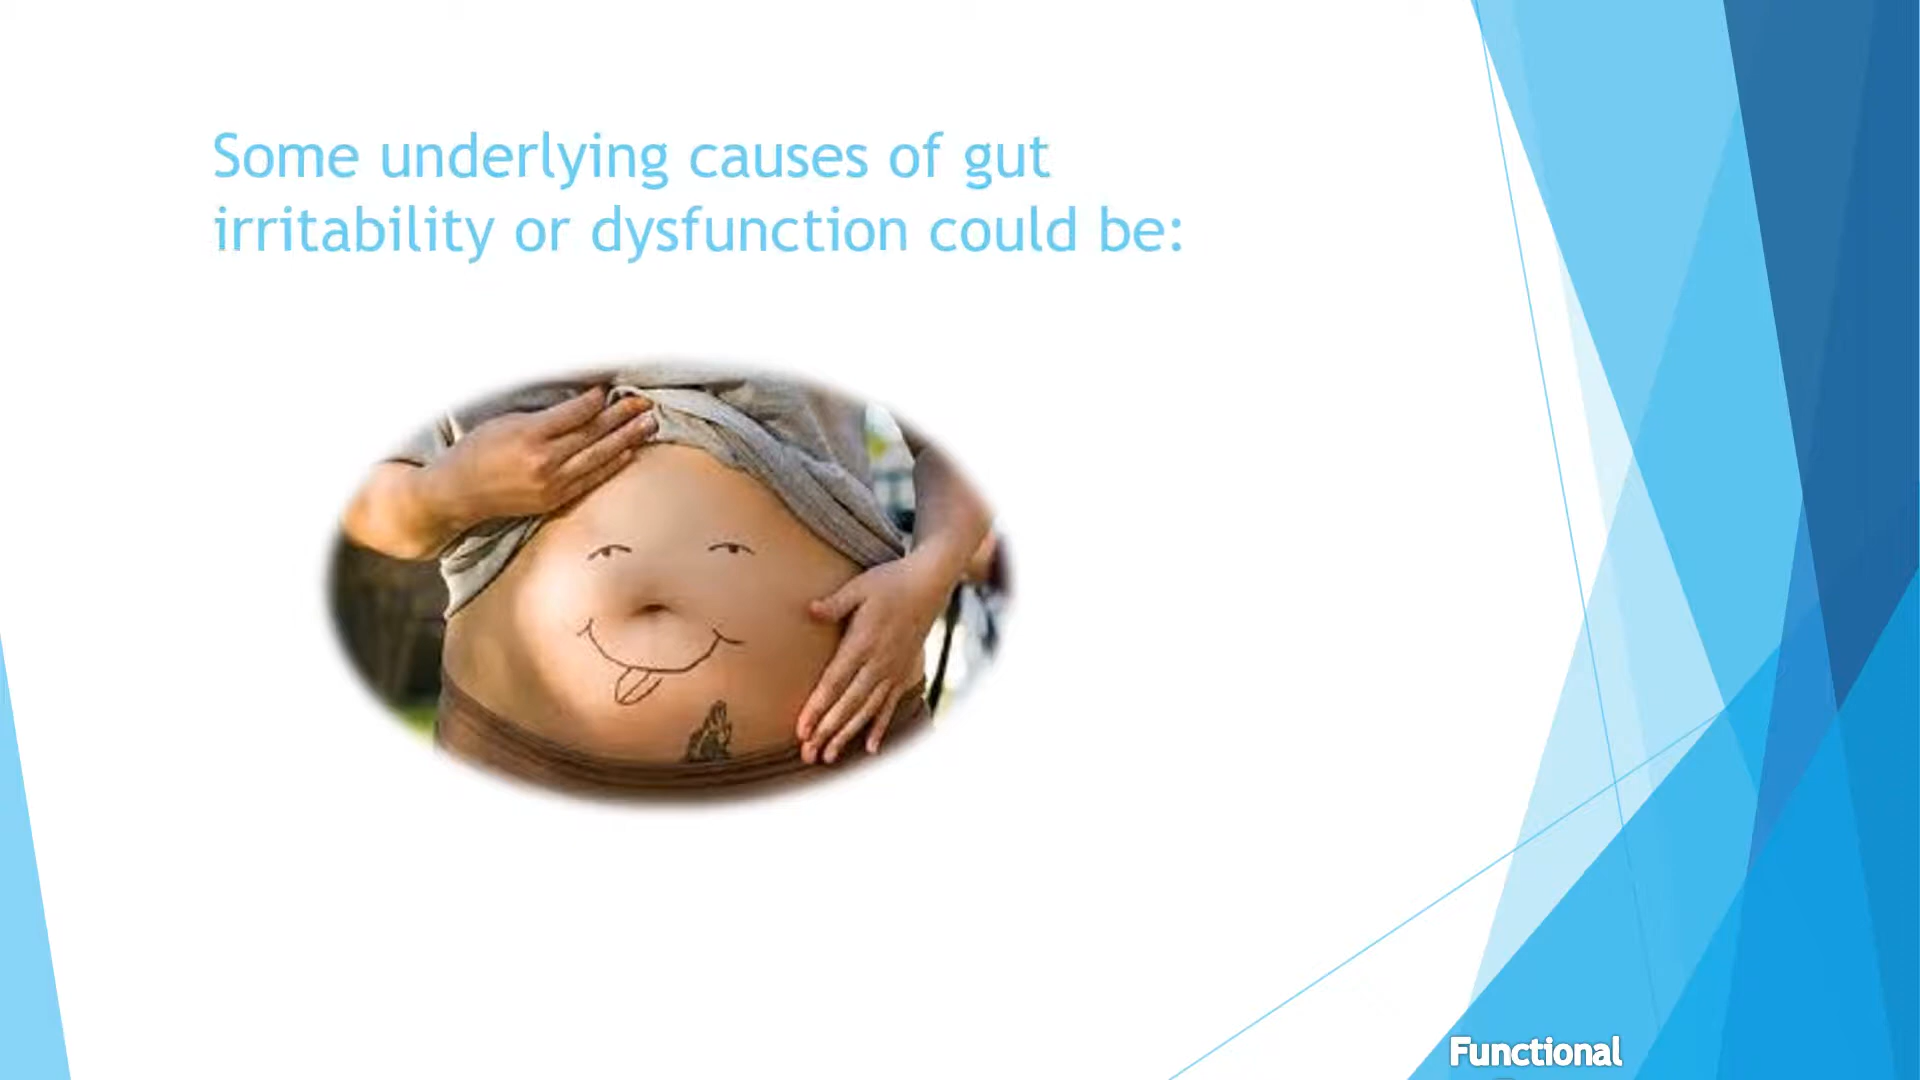 Some underlying causes of gut
irritability or dysfunction could be:
Functional